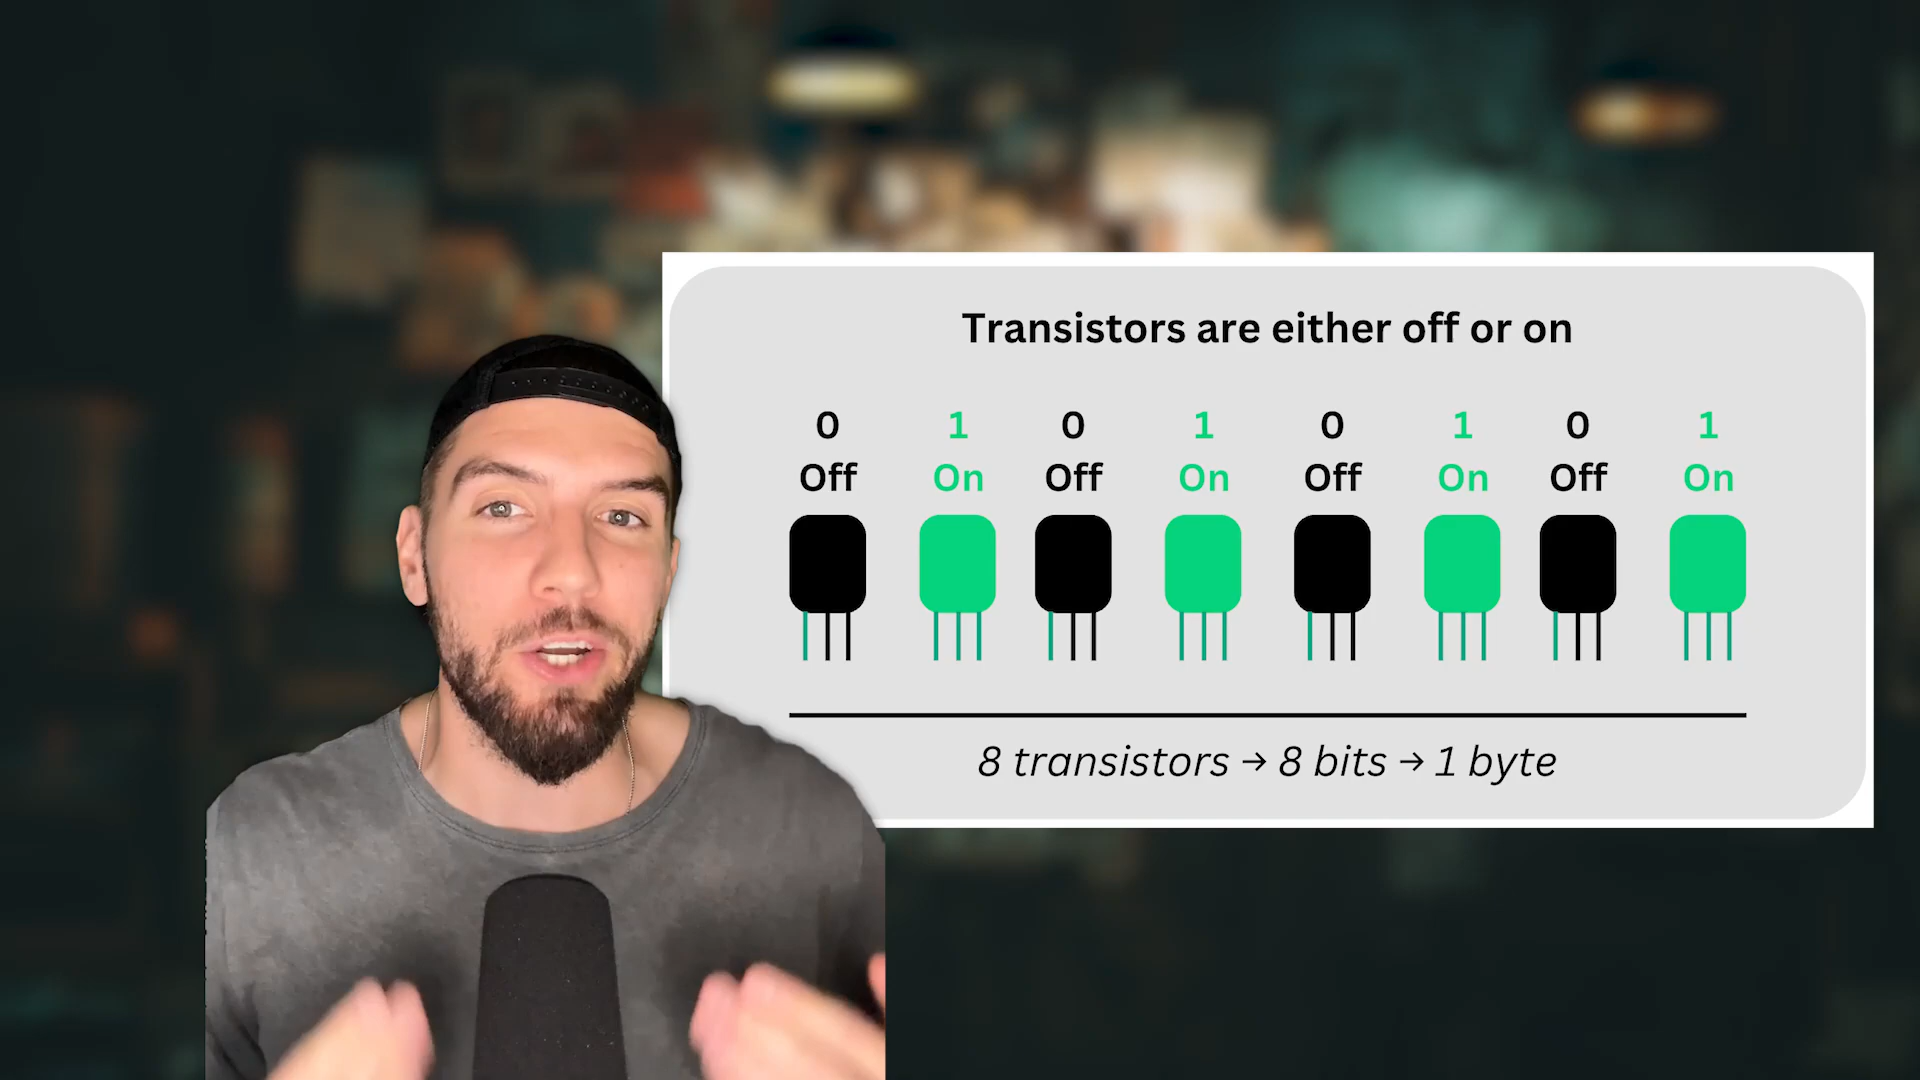 Transistors are either off or on
0 1 0 1 0 1 0 1
Off On Off On Off On Off On
8 transistors → 8 bits → 1 byte